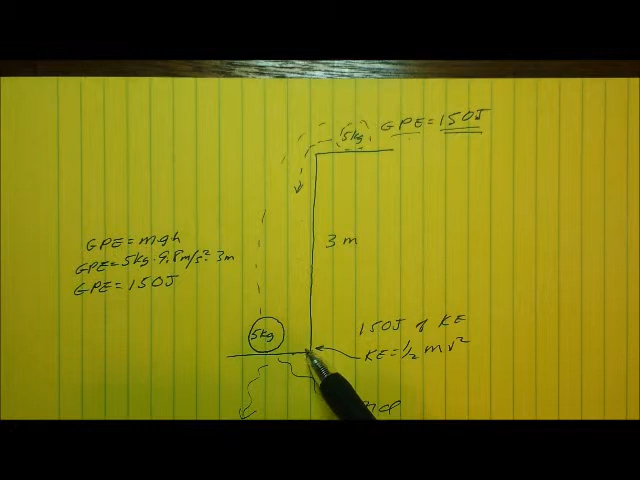 5kg GPE=150J
3m
GPE=mgh
GPE=5kg·9.8m/s²·3m
GPE=150J
5kg
150J of KE
KE=1/2 mv²